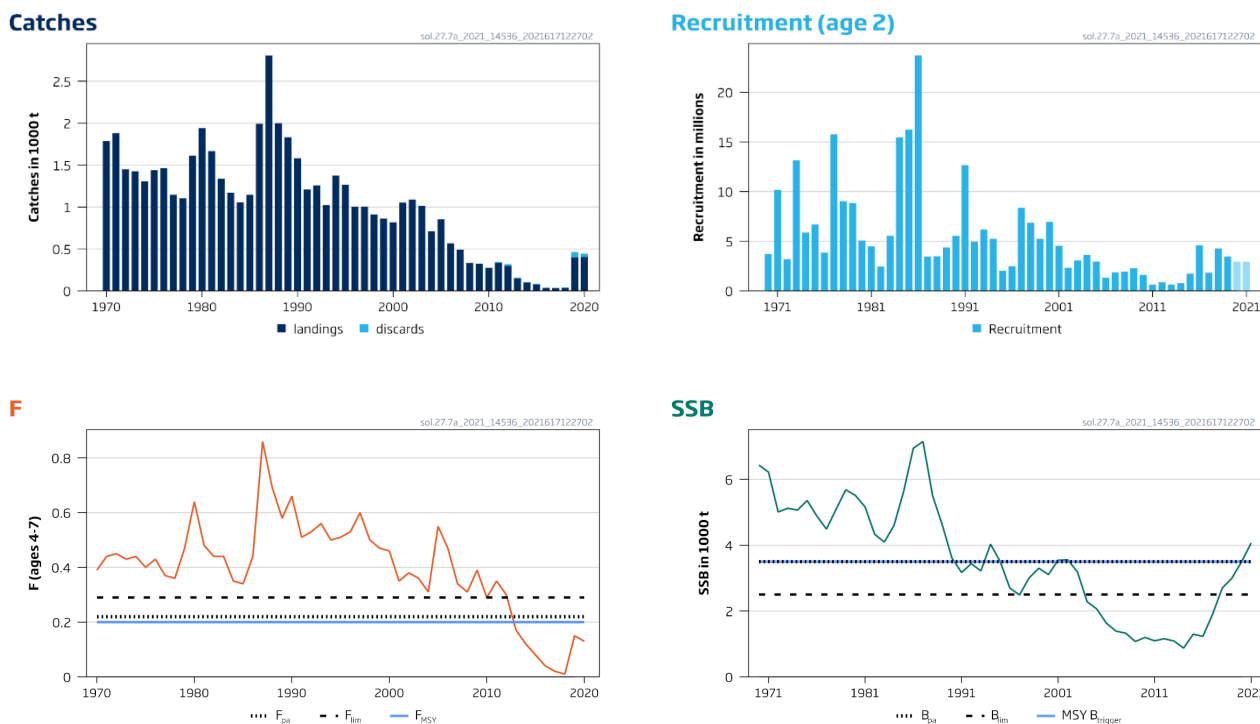 Catches
sol.27.7a_2021_14536_2021617122702
Catches in 1000 t
2.5
2
1.5
1
0.5
0
1970 1980 1990 2000 2010 2020
landings discards
Recruitment (age 2)
sol.27.7a_2021_14536_2021617122702
Recruitment in millions
20
15
10
5
0
1971 1981 1991 2001 2011 2021
Recruitment
F
sol.27.7a_2021_14536_2021617122702
F (ages 4-7)
0.8
0.6
0.4
0.2
0
1970 1980 1990 2000 2010 2020
Fpa Flim FMSY
SSB
sol.27.7a_2021_14536_2021617122702
SSB in 1000 t
6
4
2
0
1971 1981 1991 2001 2011
Bpa Blim MSY Btrigger